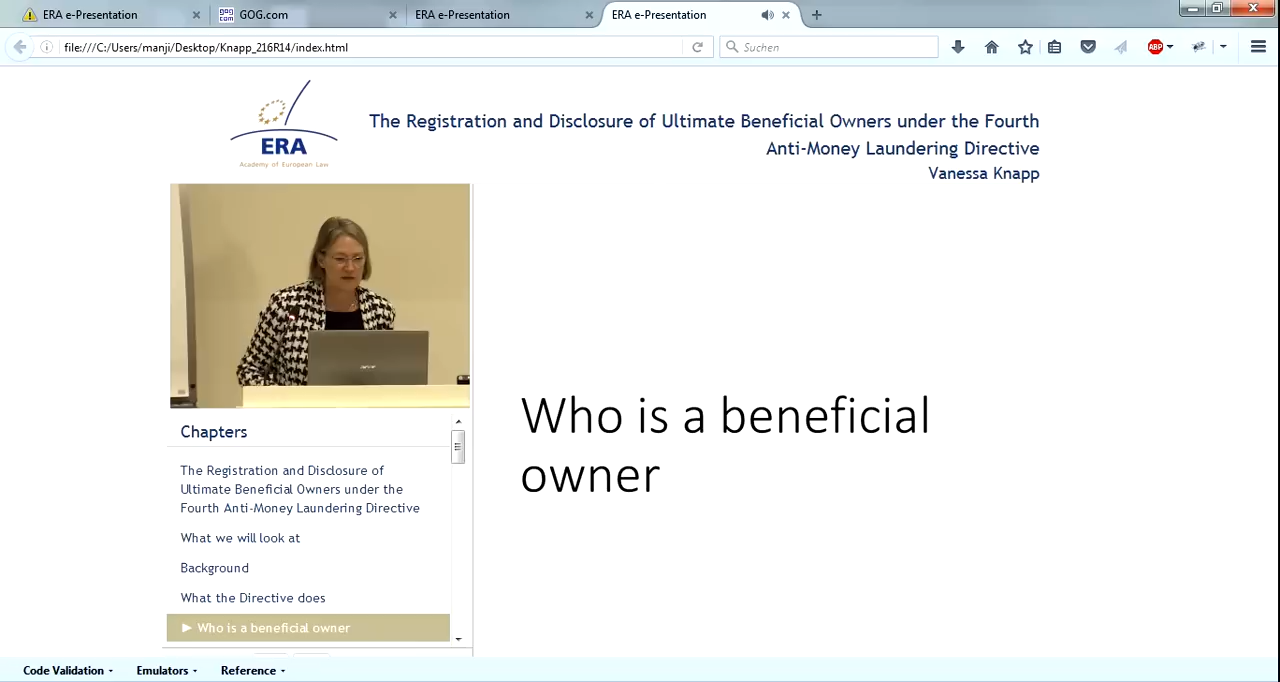 ERA e-Presentation
GOG.com
ERA e-Presentation
ERA e-Presentation
file:///C:/Users/manji/Desktop/Knapp_216R14/index.html
Suchen
ABP
ERA
Academy of European Law
The Registration and Disclosure of Ultimate Beneficial Owners under the Fourth
Anti-Money Laundering Directive
Vanessa Knapp
acer
Who is a beneficial
owner
Chapters
The Registration and Disclosure of
Ultimate Beneficial Owners under the
Fourth Anti-Money Laundering Directive
What we will look at
Background
What the Directive does
► Who is a beneficial owner
Code Validation
Emulators
Reference